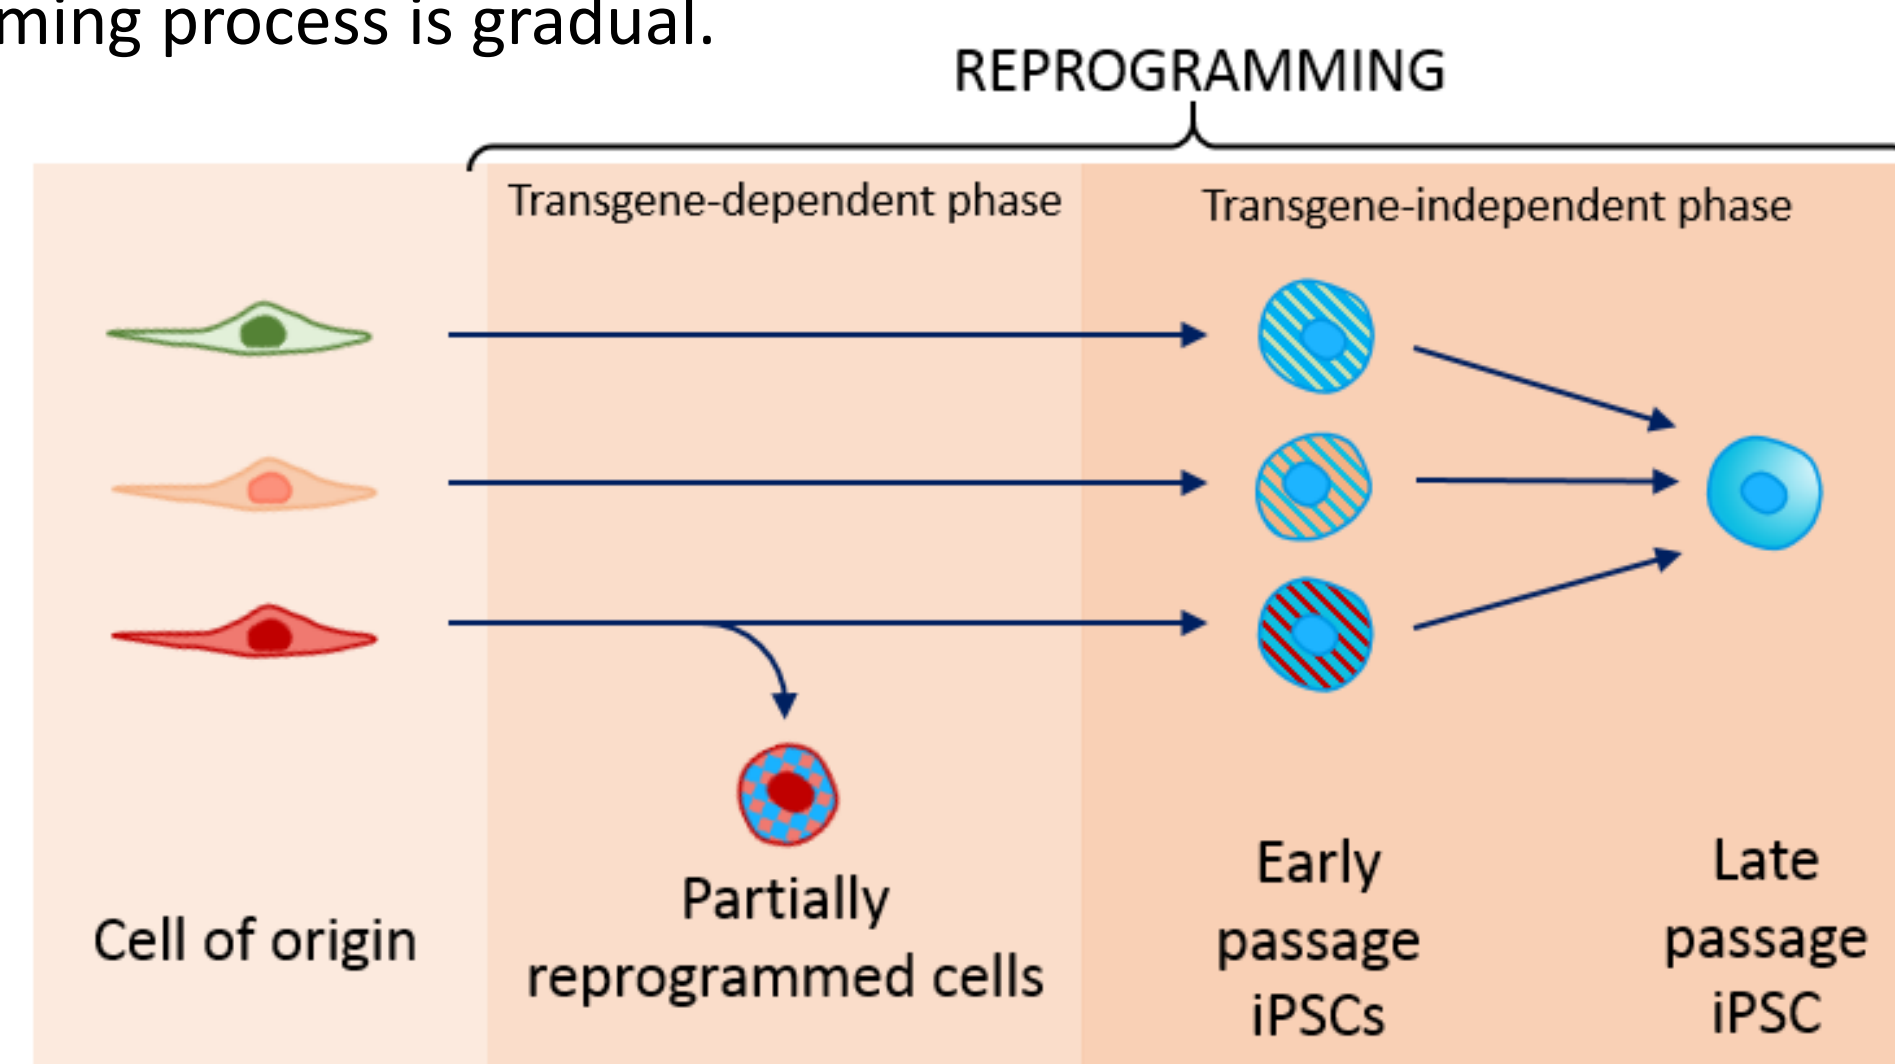 ming process is gradual.
REPROGRAMMING
Transgene-dependent phase
Transgene-independent phase
Cell of origin
Partially
reprogrammed cells
Early
passage
iPSCs
Late
passage
iPSC